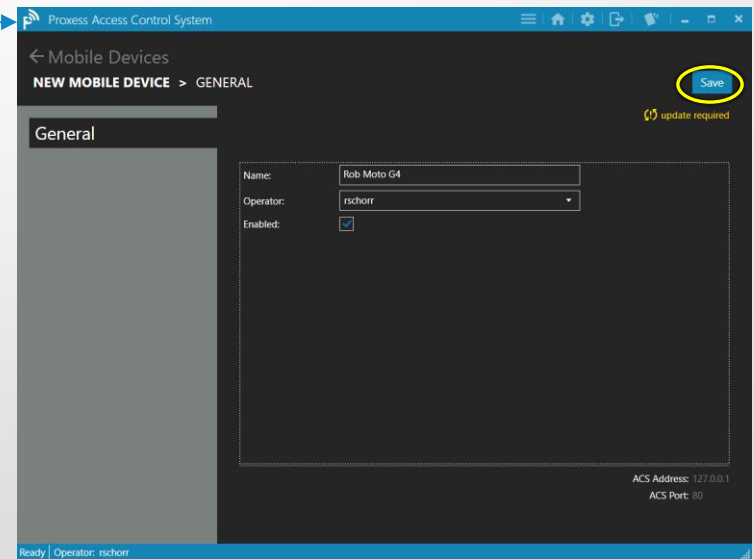 Proxess Access Control System
Mobile Devices
NEW MOBILE DEVICE > GENERAL
Save
update required
General
Name: Rob Moto G4
Operator: rschorr
Enabled:
ACS Address: 127.0.0.1
ACS Port: 80
Ready Operator: rschorr